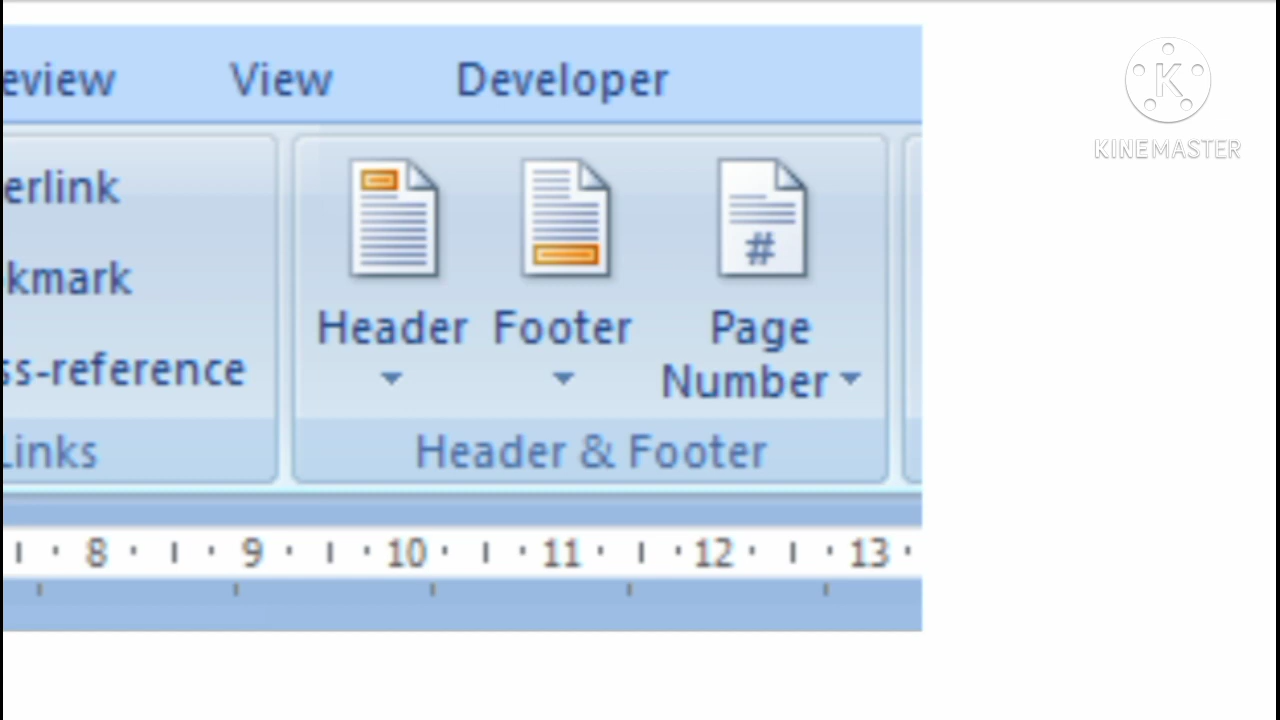 eview View Developer
KINEMASTER
erlink
kmark
ss-reference
Links
Header
Footer
Page
Number
#
Header & Footer
8 9 10 11 12 13